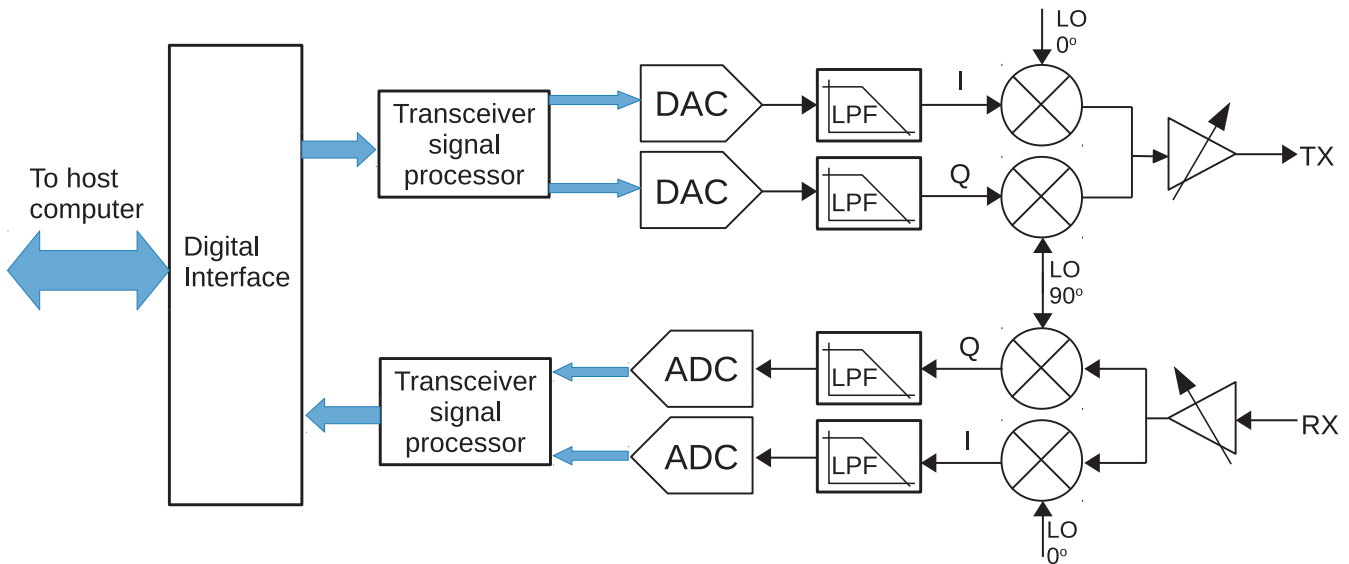 To host
computer
Digital
Interface
Transceiver
signal
processor
DAC
LPF
I
LO
0º
TX
DAC
LPF
Q
LO
90º
Transceiver
signal
processor
ADC
LPF
Q
RX
ADC
LPF
I
LO
0º